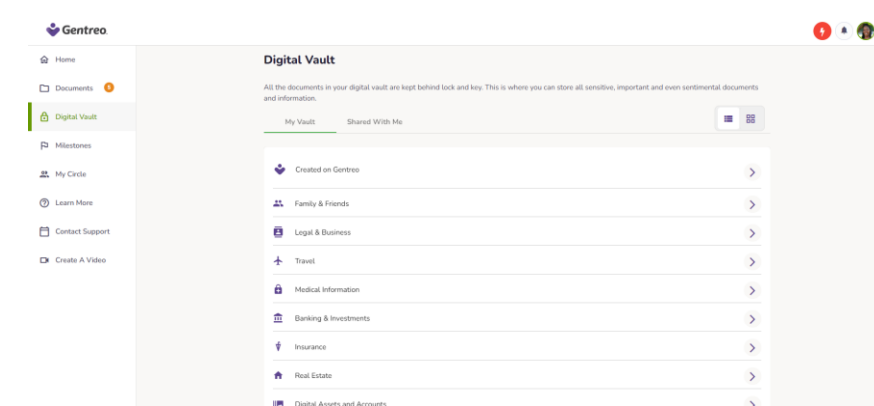 Gentreo
Home
Documents
Digital Vault
Milestones
My Circle
Learn More
Contact Support
Create A Video
Digital Vault
All the documents in your digital vault are kept behind lock and key. This is where you can store all sensitive, important and even sentimental documents
and information.
My Vault Shared With Me
Created on Gentreo
Family & Friends
Legal & Business
Travel
Medical Information
Banking & Investments
Insurance
Real Estate
Digital Assets and Accounts